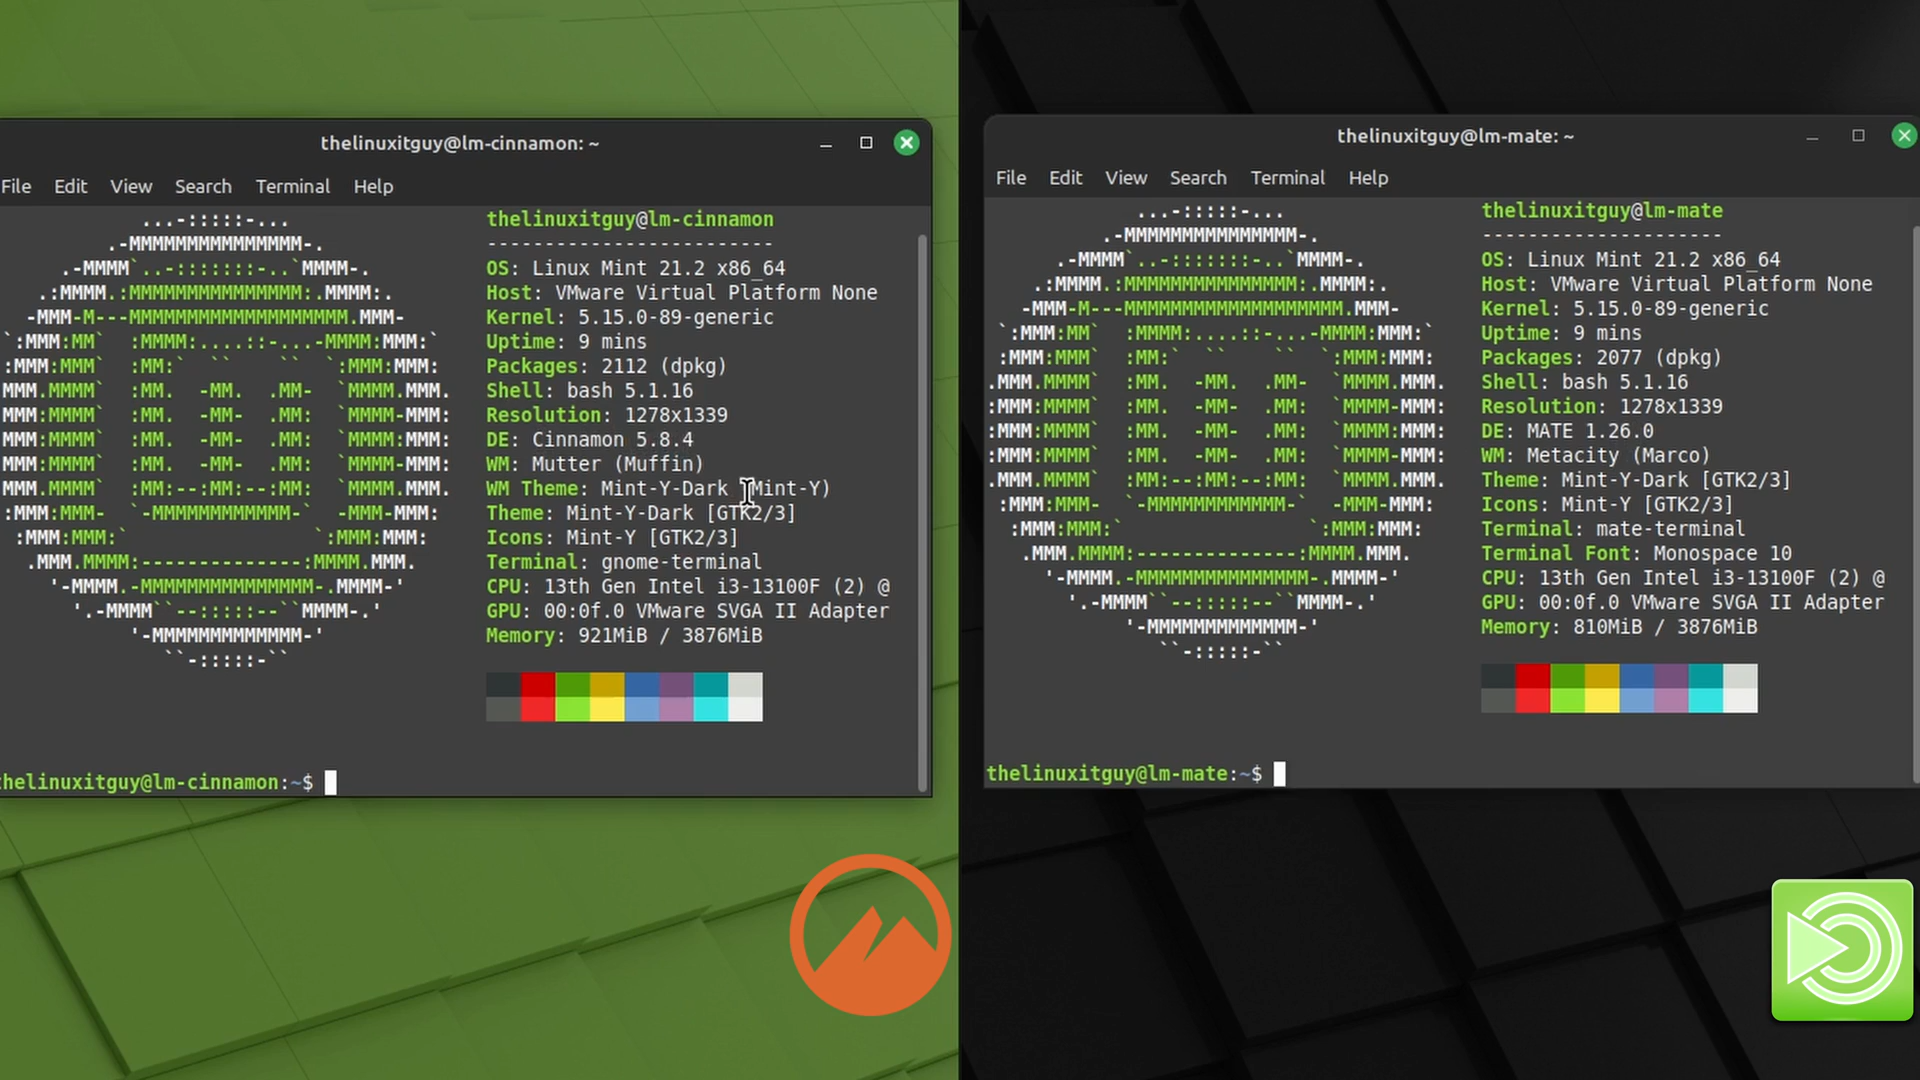 thelinuxitguy@lm-cinnamon: ~
File Edit View Search Terminal Help
thelinuxitguy@lm-cinnamon
-------------------------
OS: Linux Mint 21.2 x86_64
Host: VMware Virtual Platform None
Kernel: 5.15.0-89-generic
Uptime: 9 mins
Packages: 2112 (dpkg)
Shell: bash 5.1.16
Resolution: 1278x1339
DE: Cinnamon 5.8.4
WM: Mutter (Muffin)
WM Theme: Mint-Y-Dark (Mint-Y)
Theme: Mint-Y-Dark [GTK2/3]
Icons: Mint-Y [GTK2/3]
Terminal: gnome-terminal
CPU: 13th Gen Intel i3-13100F (2) @
GPU: 00:0f.0 VMware SVGA II Adapter
Memory: 921MiB / 3876MiB
thelinuxitguy@lm-cinnamon:~$
thelinuxitguy@lm-mate: ~
File Edit View Search Terminal Help
thelinuxitguy@lm-mate
---------------------
OS: Linux Mint 21.2 x86_64
Host: VMware Virtual Platform None
Kernel: 5.15.0-89-generic
Uptime: 9 mins
Packages: 2077 (dpkg)
Shell: bash 5.1.16
Resolution: 1278x1339
DE: MATE 1.26.0
WM: Metacity (Marco)
Theme: Mint-Y-Dark [GTK2/3]
Icons: Mint-Y [GTK2/3]
Terminal: mate-terminal
Terminal Font: Monospace 10
CPU: 13th Gen Intel i3-13100F (2) @
GPU: 00:0f.0 VMware SVGA II Adapter
Memory: 810MiB / 3876MiB
thelinuxitguy@lm-mate:~$